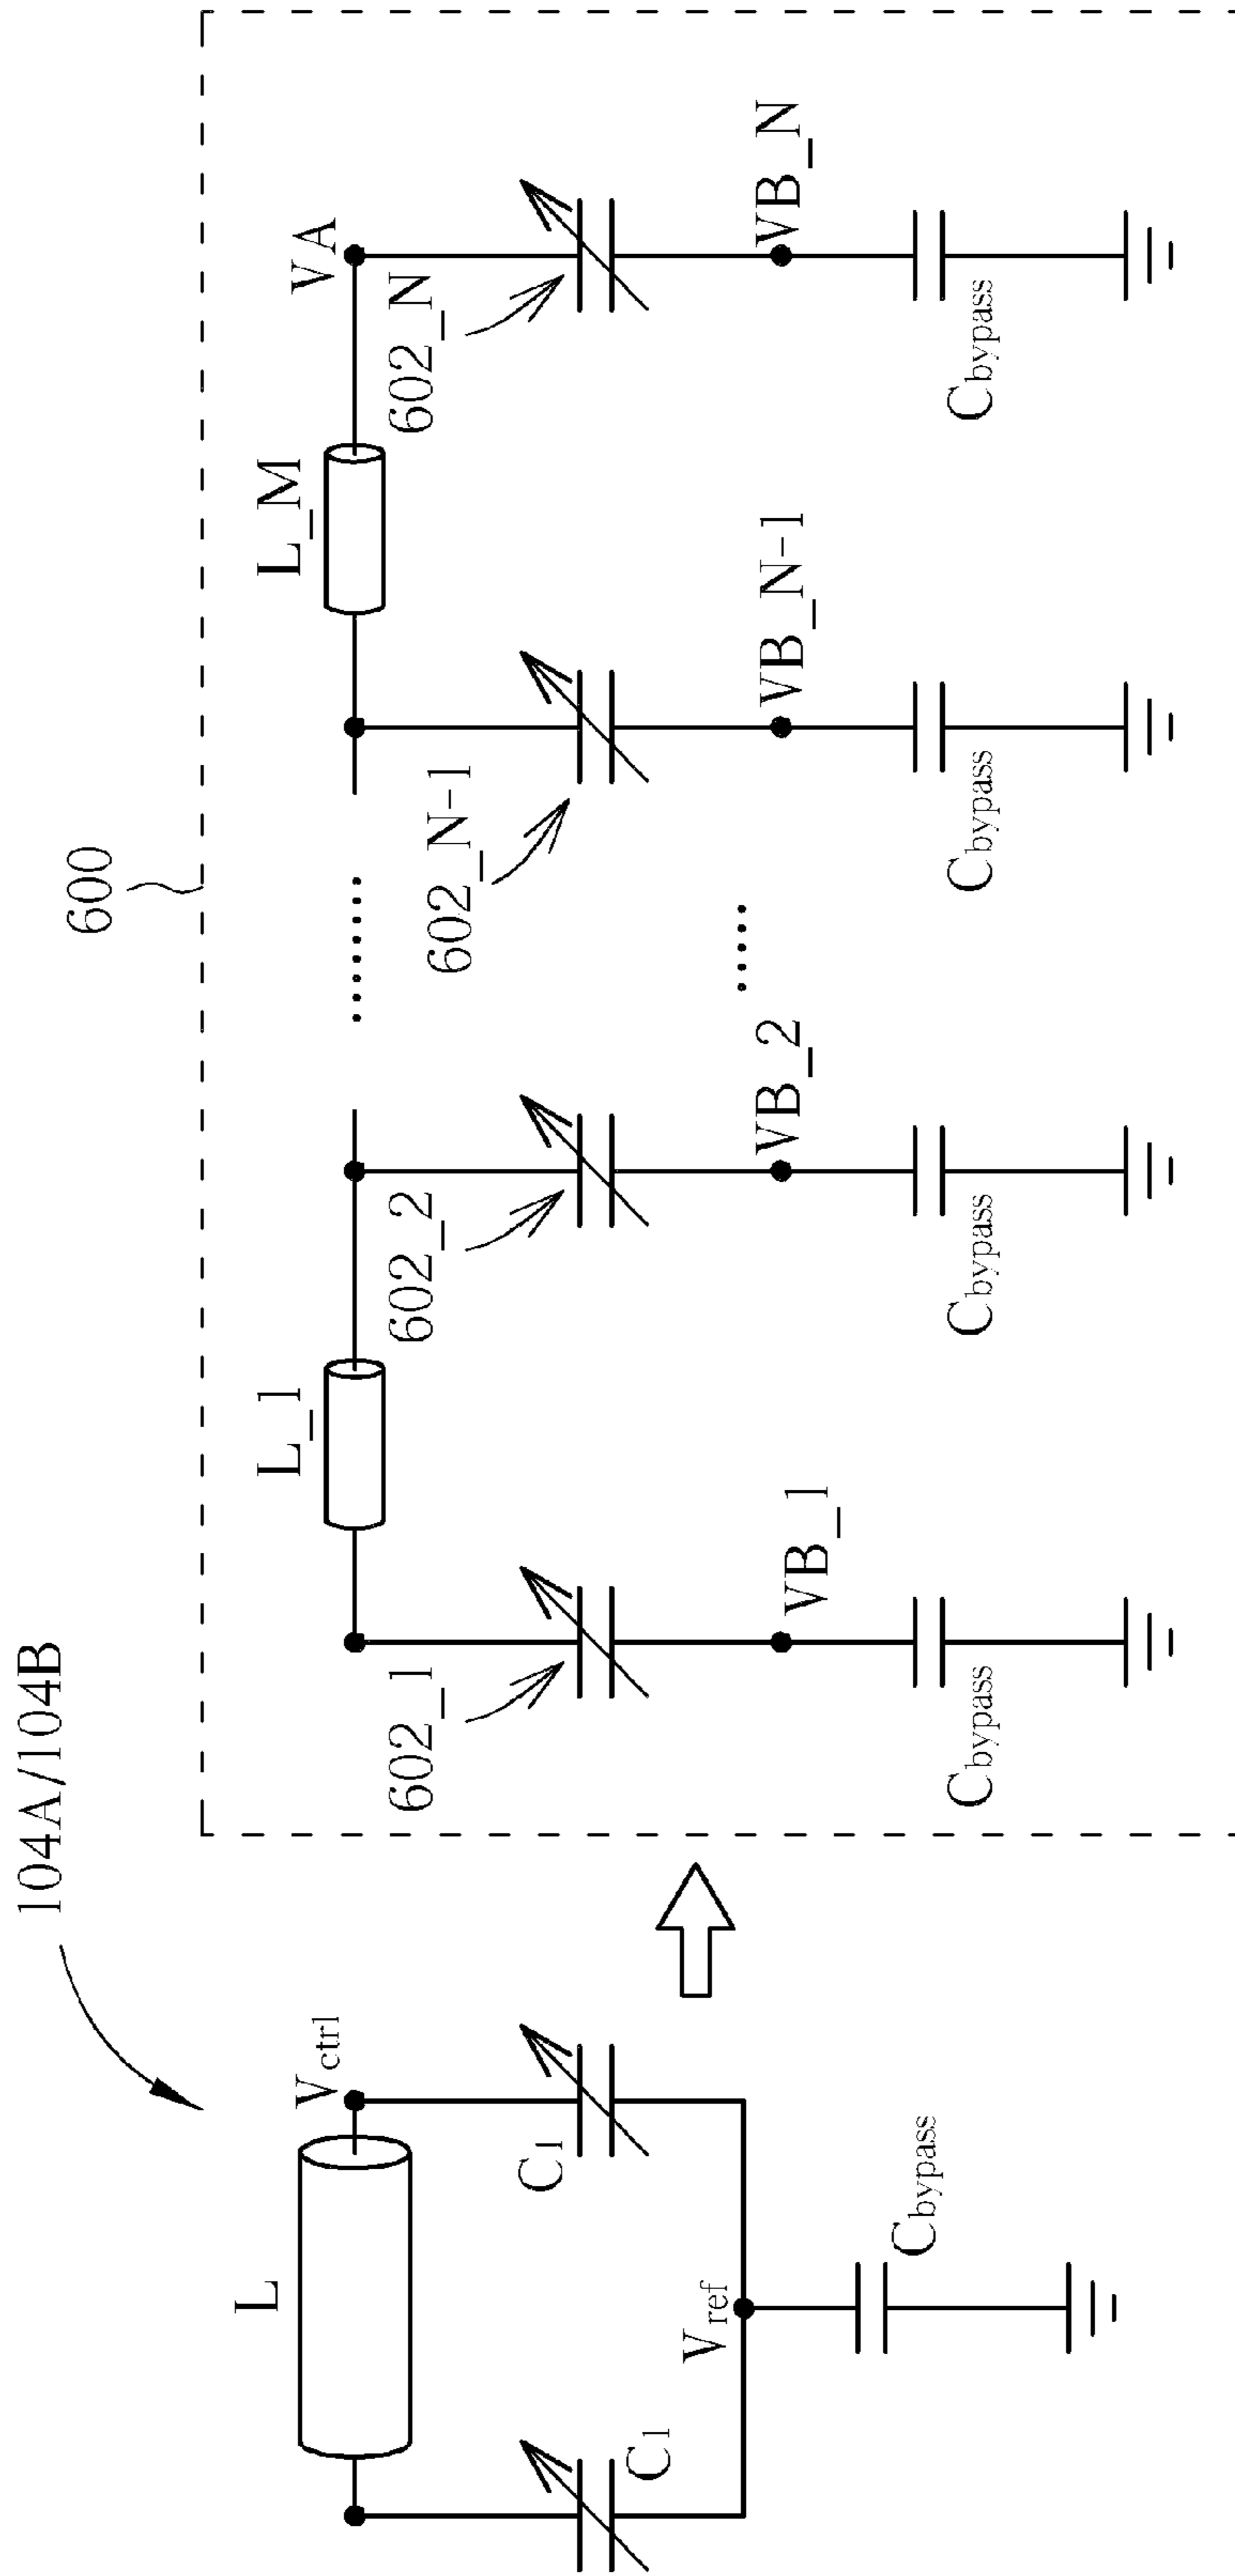 104A/104B
L
Vctrl
C1
C1
Vref
Cbypass
600
L_1
L_M
VA
602_1
602_2
602_N-1
602_N
VB_1
VB_2
VB_N-1
VB_N
Cbypass
Cbypass
Cbypass
Cbypass